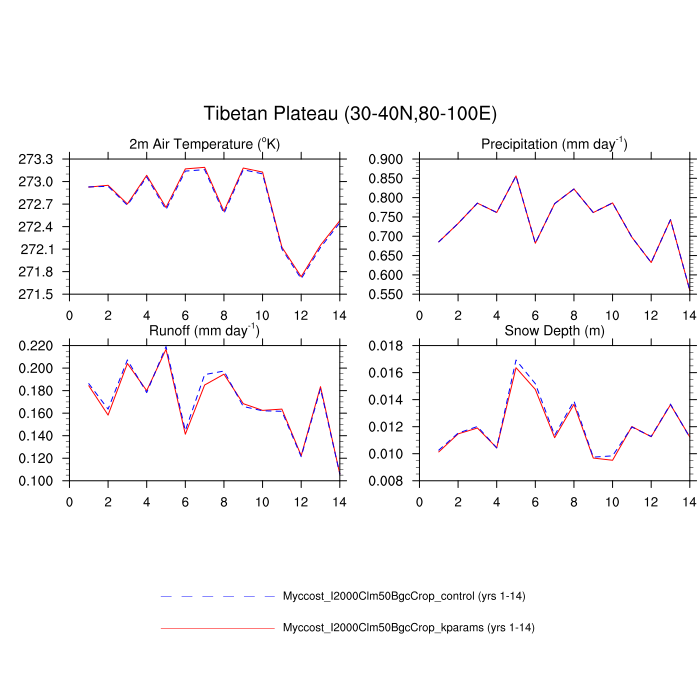 Tibetan Plateau (30-40N,80-100E)
2m Air Temperature (oK)
273.3
273.0
272.7
272.4
272.1
271.8
271.5
0 2 4 6 8 10 12 14
Precipitation (mm day-1)
0.900
0.850
0.800
0.750
0.700
0.650
0.600
0.550
0 2 4 6 8 10 12 14
Runoff (mm day-1)
0.220
0.200
0.180
0.160
0.140
0.120
0.100
0 2 4 6 8 10 12 14
Snow Depth (m)
0.018
0.016
0.014
0.012
0.010
0.008
0 2 4 6 8 10 12 14
Myccost_I2000Clm50BgcCrop_control (yrs 1-14)
Myccost_I2000Clm50BgcCrop_kparams (yrs 1-14)